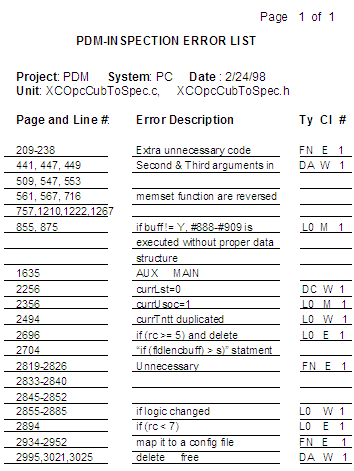 Page 1 of 1
PDM-INSPECTION ERROR LIST
Project: PDM System: PC Date : 2/24/98
Unit: XCOpcCubToSpec.c, XCOpcCubToSpec.h
Page and Line #: Error Description Ty Cl #
209-238 Extra unnecessary code FN E 1
441, 447, 449 Second & Third arguments in DA W 1
509, 547, 553
561, 567, 716 memset function are reversed
757,1210,1222,1267
855, 875 if buff != Y, #888-#909 is L0 M 1
executed without proper data
structure
1635 AUX MAIN
2256 currLst=0 DC W 1
2356 currUsoc=1 L0 M 1
2494 currTntt duplicated L0 W 1
2696 if (rc >= 5) and delete L0 E 1
2704 "if (fldlencbuff) > s)" statment
2819-2826 Unnecessary FN E 1
2833-2840
2845-2852
2855-2885 if logic changed L0 W 1
2894 if (rc < 7) L0 E 1
2934-2952 map it to a config file FN E 1
2995,3021,3025 delete free DA W 1